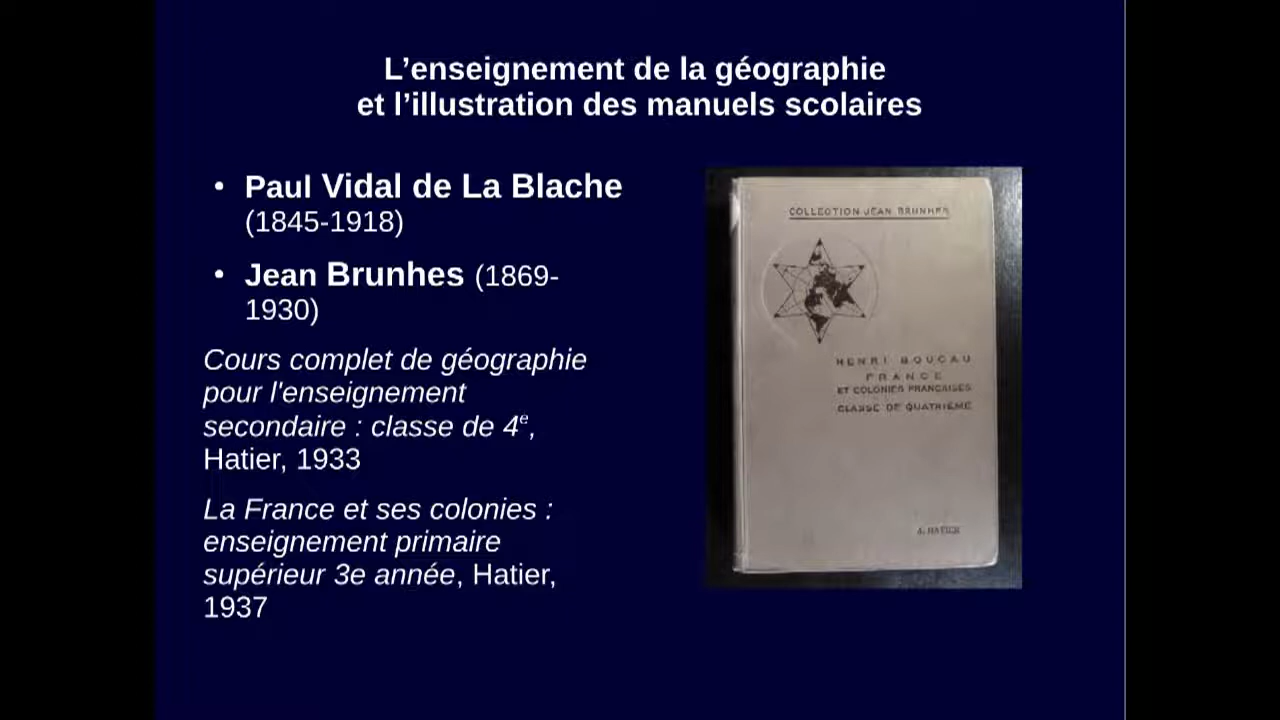 L’enseignement de la géographie
et l’illustration des manuels scolaires
• Paul Vidal de La Blache
(1845-1918)
• Jean Brunhes (1869-
1930)
Cours complet de géographie
pour l'enseignement
secondaire : classe de 4e,
Hatier, 1933
La France et ses colonies :
enseignement primaire
supérieur 3e année, Hatier,
1937
COLLECTION JEAN BRUNHES
HENRI BOUCAU
FRANCE
ET COLONIES FRANÇAISES
CLASSE DE QUATRIÈME
A. HATIER